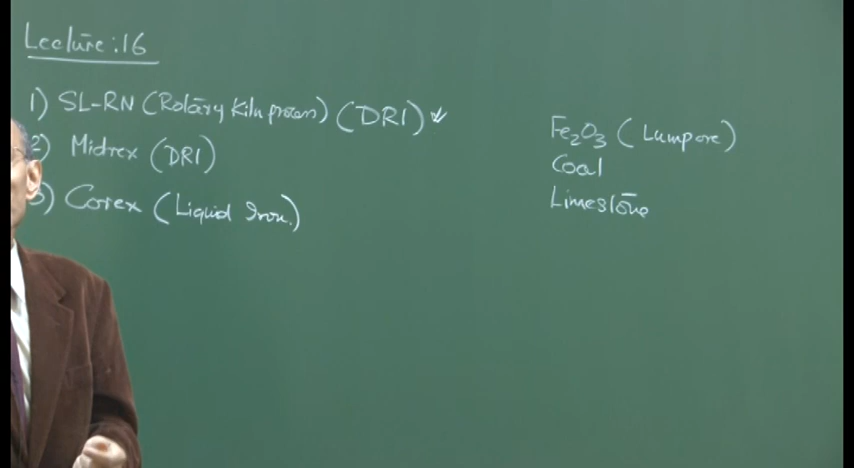 Lecture:16
1) SL-RN (Rotary Kiln process) (DRI)
2) Midrex (DRI)
3) Corex (Liquid Iron.)
Fe₂O₃ (Lump ore)
Coal
Limestone